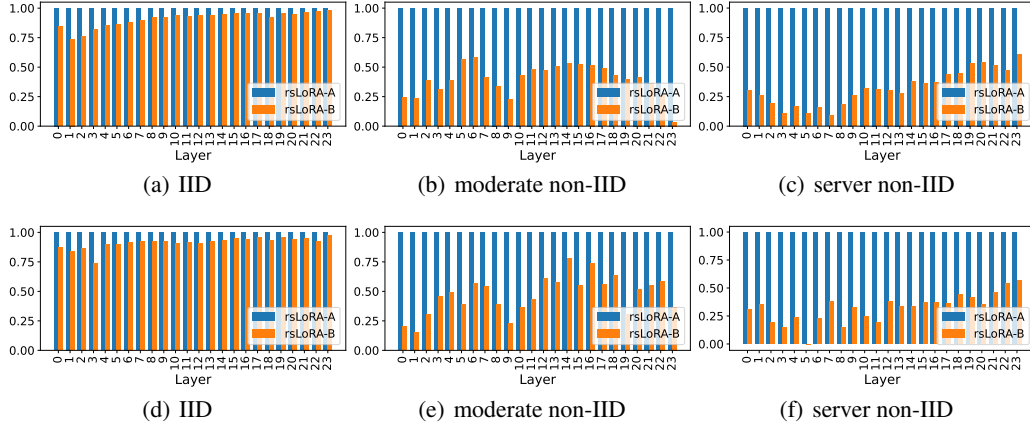 1.00
0.75
0.50
0.25
0.00
rsLoRA-A
rsLoRA-B
0 1 2 3 4 5 6 7 8 9 10 11 12 13 14 15 16 17 18 19 20 21 22 23
Layer
(a) IID
1.00
0.75
0.50
0.25
0.00
rsLoRA-A
rsLoRA-B
0 1 2 3 4 5 6 7 8 9 10 11 12 13 14 15 16 17 18 19 20 21 22 23
Layer
(b) moderate non-IID
1.00
0.75
0.50
0.25
0.00
rsLoRA-A
rsLoRA-B
0 1 2 3 4 5 6 7 8 9 10 11 12 13 14 15 16 17 18 19 20 21 22 23
Layer
(c) server non-IID
1.00
0.75
0.50
0.25
0.00
rsLoRA-A
rsLoRA-B
0 1 2 3 4 5 6 7 8 9 10 11 12 13 14 15 16 17 18 19 20 21 22 23
Layer
(d) IID
1.00
0.75
0.50
0.25
0.00
rsLoRA-A
rsLoRA-B
0 1 2 3 4 5 6 7 8 9 10 11 12 13 14 15 16 17 18 19 20 21 22 23
Layer
(e) moderate non-IID
1.00
0.75
0.50
0.25
0.00
rsLoRA-A
rsLoRA-B
0 1 2 3 4 5 6 7 8 9 10 11 12 13 14 15 16 17 18 19 20 21 22 23
Layer
(f) server non-IID